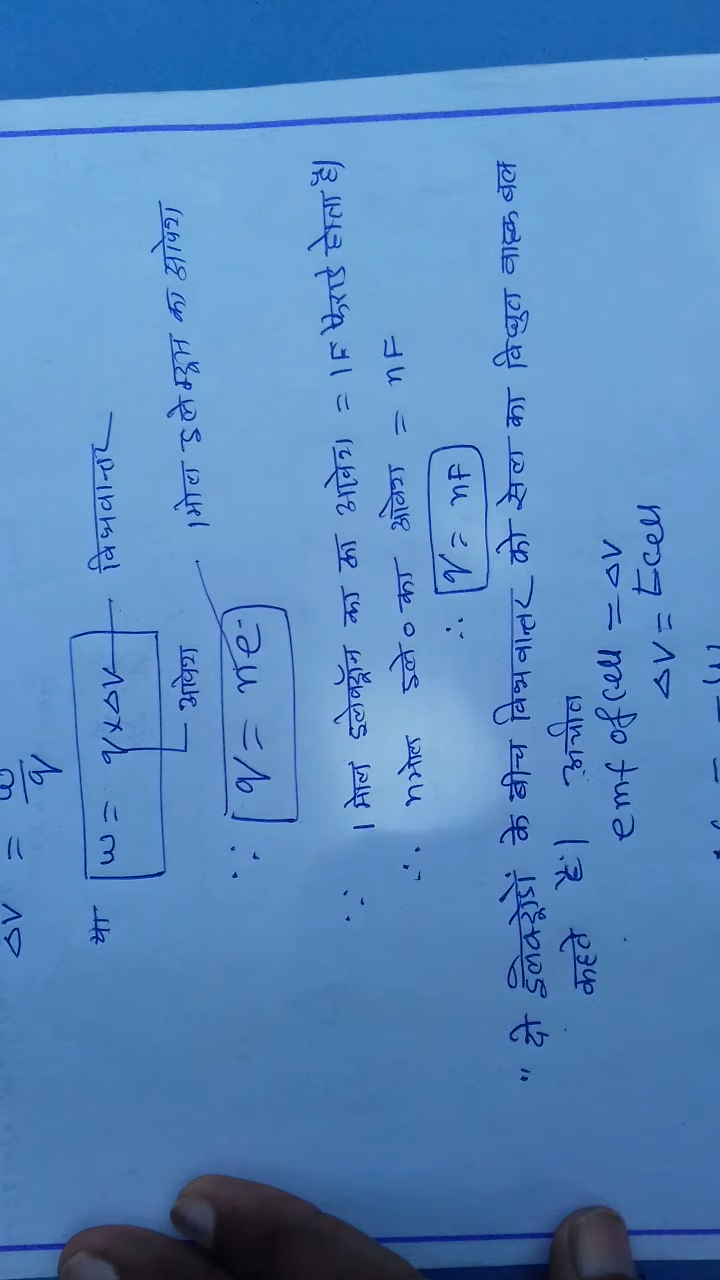 ΔV = w/q
या w = q×ΔV विभवान्तर
आवेश
∴ q = ne⁻ 1मोल इलेक्ट्रान का आवेश
∵ 1 मोल इलेक्ट्रॉन का का आवेश = 1F फैराडे होता है।
∴ n मोल इले० का आवेश = nF
∴ q = nF
" दो इलेक्ट्रोडों के बीच विभवान्तर को सेल का विद्युत वाहक बल
कहते हैं। अर्थात
emf of cell = ΔV
ΔV = Ecell